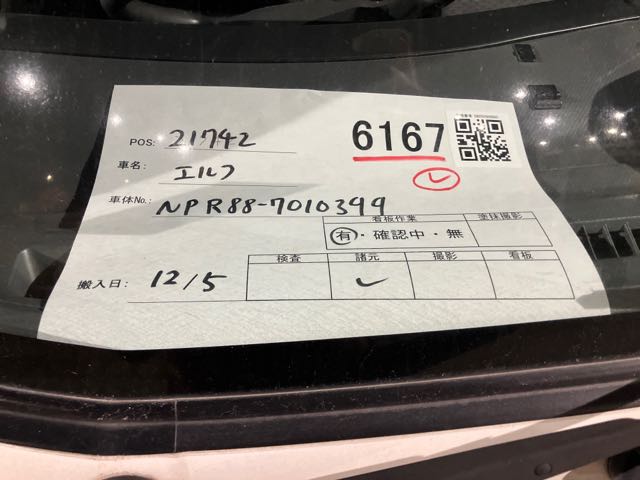 POS: 21742
6167
車名: エルフ
車体No.: NPR88-7010399
看板作業 塗抹撮影
有・確認中・無
搬入日: 12/5
検査 諸元 撮影 看板